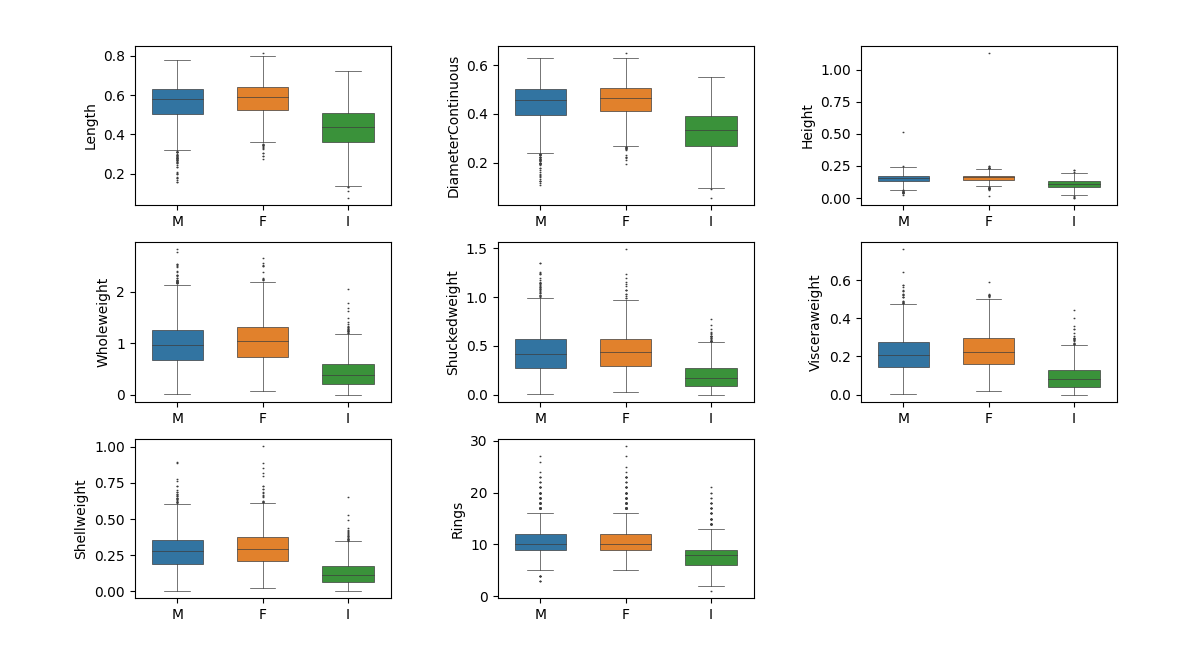 Length
0.8
0.6
0.4
0.2
M F I
DiameterContinuous
0.6
0.4
0.2
M F I
Height
1.00
0.75
0.50
0.25
0.00
M F I
Wholeweight
2
1
0
M F I
Shuckedweight
1.5
1.0
0.5
0.0
M F I
Visceraweight
0.6
0.4
0.2
0.0
M F I
Shellweight
1.00
0.75
0.50
0.25
0.00
M F I
Rings
30
20
10
0
M F I